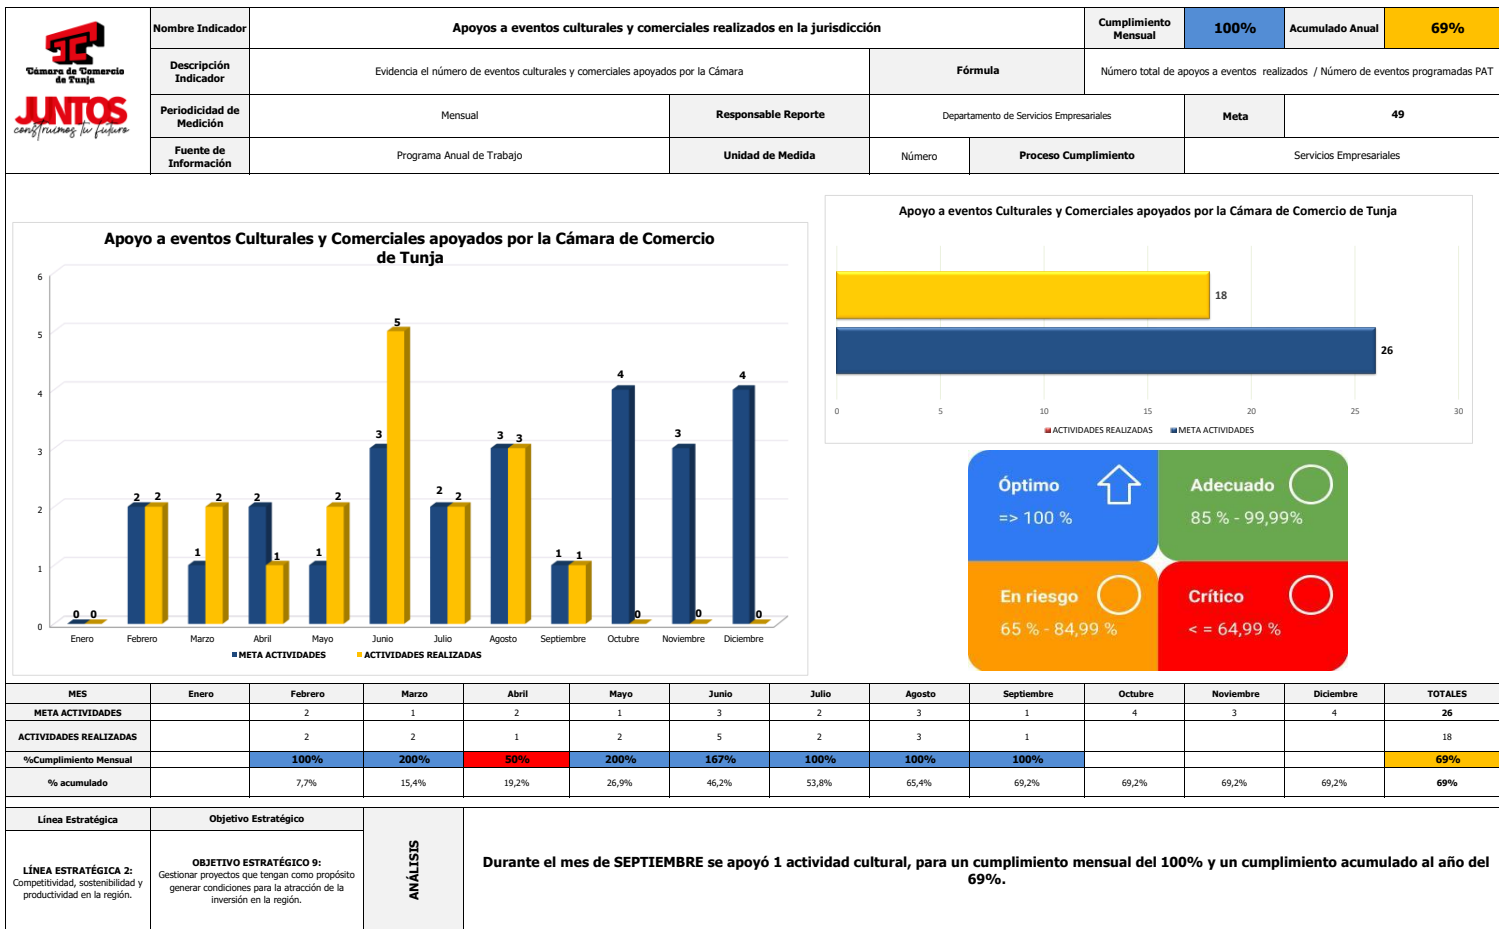 Cámara de Comercio
de Tunja
JUNTOS
construimos tu futuro
Nombre Indicador
Apoyos a eventos culturales y comerciales realizados en la jurisdicción
Cumplimiento
Mensual
100%
Acumulado Anual
69%
Descripción
Indicador
Evidencia el número de eventos culturales y comerciales apoyados por la Cámara
Fórmula
Número total de apoyos a eventos realizados / Número de eventos programadas PAT
Periodicidad de
Medición
Mensual
Responsable Reporte
Departamento de Servicios Empresariales
Meta
49
Fuente de
Información
Programa Anual de Trabajo
Unidad de Medida
Número
Proceso Cumplimiento
Servicios Empresariales
Apoyo a eventos Culturales y Comerciales apoyados por la Cámara de Comercio
de Tunja
6
5
4
3
2
1
0
0 0
2 2
1 2
2 1
1 2
3 5
2 2
3 3
1 1
4 0
3 0
4 0
Enero Febrero Marzo Abril Mayo Junio Julio Agosto Septiembre Octubre Noviembre Diciembre
META ACTIVIDADES ACTIVIDADES REALIZADAS
Apoyo a eventos Culturales y Comerciales apoyados por la Cámara de Comercio de Tunja
18
26
0 5 10 15 20 25 30
ACTIVIDADES REALIZADAS META ACTIVIDADES
Óptimo
=> 100 %
Adecuado
85 % - 99,99%
En riesgo
65 % - 84,99 %
Crítico
< = 64,99 %
MES Enero Febrero Marzo Abril Mayo Junio Julio Agosto Septiembre Octubre Noviembre Diciembre TOTALES
META ACTIVIDADES 2 1 2 1 3 2 3 1 4 3 4 26
ACTIVIDADES REALIZADAS 2 2 1 2 5 2 3 1 18
%Cumplimiento Mensual 100% 200% 50% 200% 167% 100% 100% 100% 69%
% acumulado 7,7% 15,4% 19,2% 26,9% 46,2% 53,8% 65,4% 69,2% 69,2% 69,2% 69,2% 69%
Línea Estratégica
Objetivo Estratégico
LÍNEA ESTRATÉGICA 2:
Competitividad, sostenibilidad y
productividad en la región.
OBJETIVO ESTRATÉGICO 9:
Gestionar proyectos que tengan como propósito
generar condiciones para la atracción de la
inversión en la región.
ANÁLISIS
Durante el mes de SEPTIEMBRE se apoyó 1 actividad cultural, para un cumplimiento mensual del 100% y un cumplimiento acumulado al año del
69%.